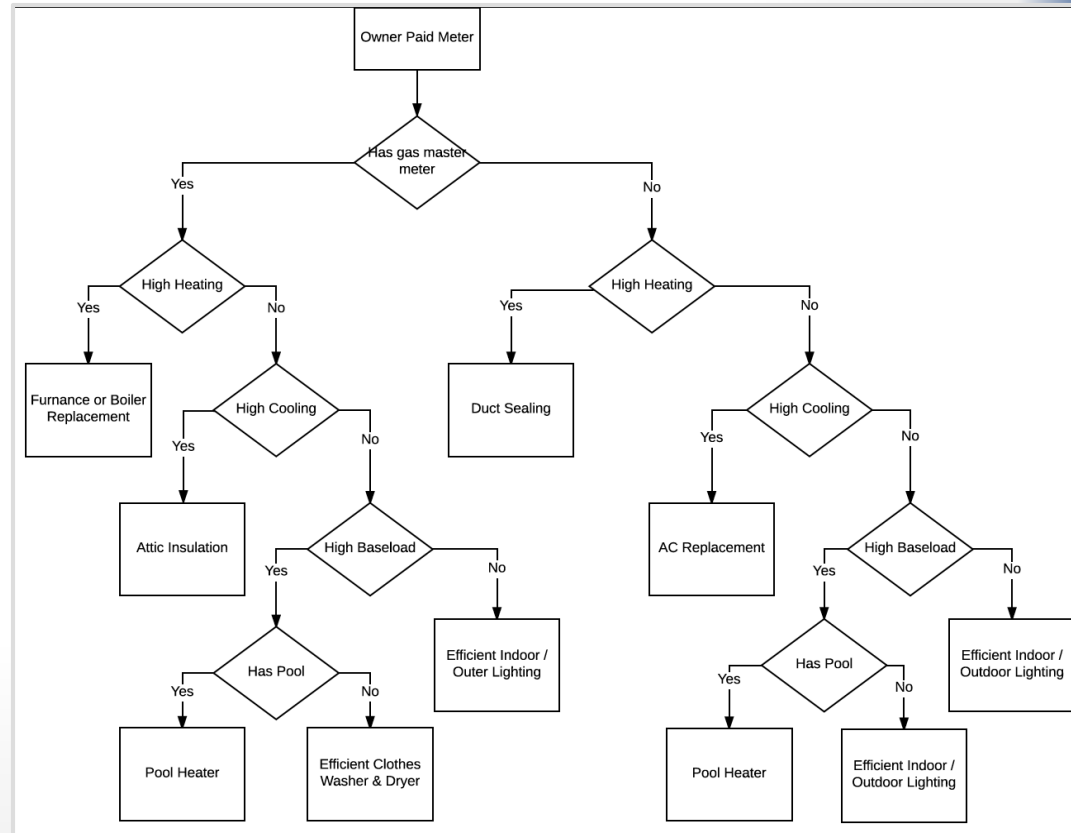 Owner Paid Meter
Has gas master
meter
Yes
No
High Heating
High Heating
Yes
No
Yes
No
Furnance or Boiler
Replacement
High Cooling
Duct Sealing
High Cooling
Yes
No
Yes
No
Attic Insulation
High Baseload
AC Replacement
High Baseload
Yes
No
Yes
No
Has Pool
Efficient Indoor /
Outer Lighting
Has Pool
Efficient Indoor /
Outdoor Lighting
Yes
No
Yes
No
Pool Heater
Efficient Clothes
Washer & Dryer
Pool Heater
Efficient Indoor /
Outdoor Lighting